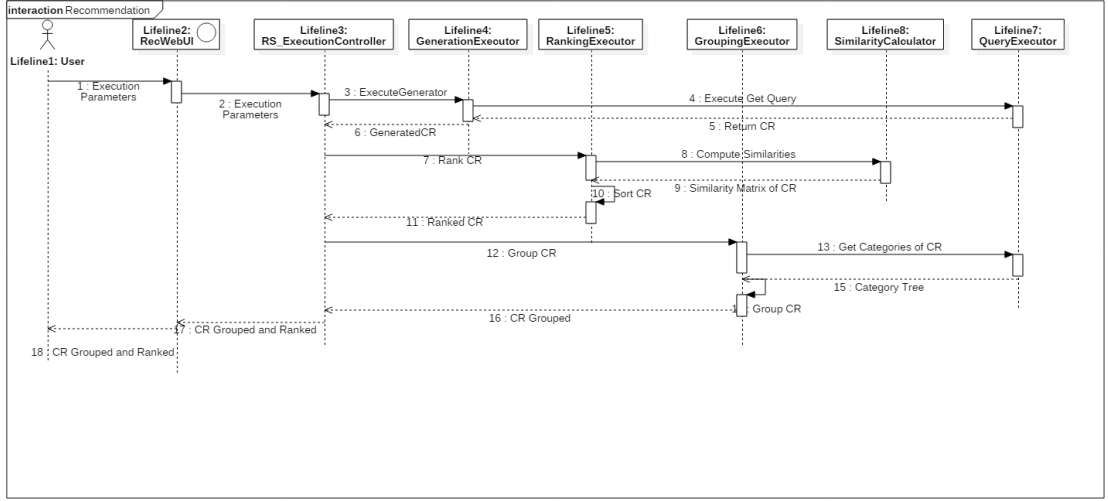 interaction Recommendation
Lifeline1: User
Lifeline2:
RecWebUI
Lifeline3:
RS_ExecutionController
Lifeline4:
GenerationExecutor
Lifeline5:
RankingExecutor
Lifeline6:
GroupingExecutor
Lifeline8:
SimilarityCalculator
Lifeline7:
QueryExecutor
1 : Execution
Parameters
2 : Execution
Parameters
3 : ExecuteGenerator
4 : Execute Get Query
5 : Return CR
6 : GeneratedCR
7 : Rank CR
8 : Compute Similarities
9 : Similarity Matrix of CR
10 : Sort CR
11 : Ranked CR
12 : Group CR
13 : Get Categories of CR
15 : Category Tree
: Group CR
16 : CR Grouped
17 : CR Grouped and Ranked
18 : CR Grouped and Ranked